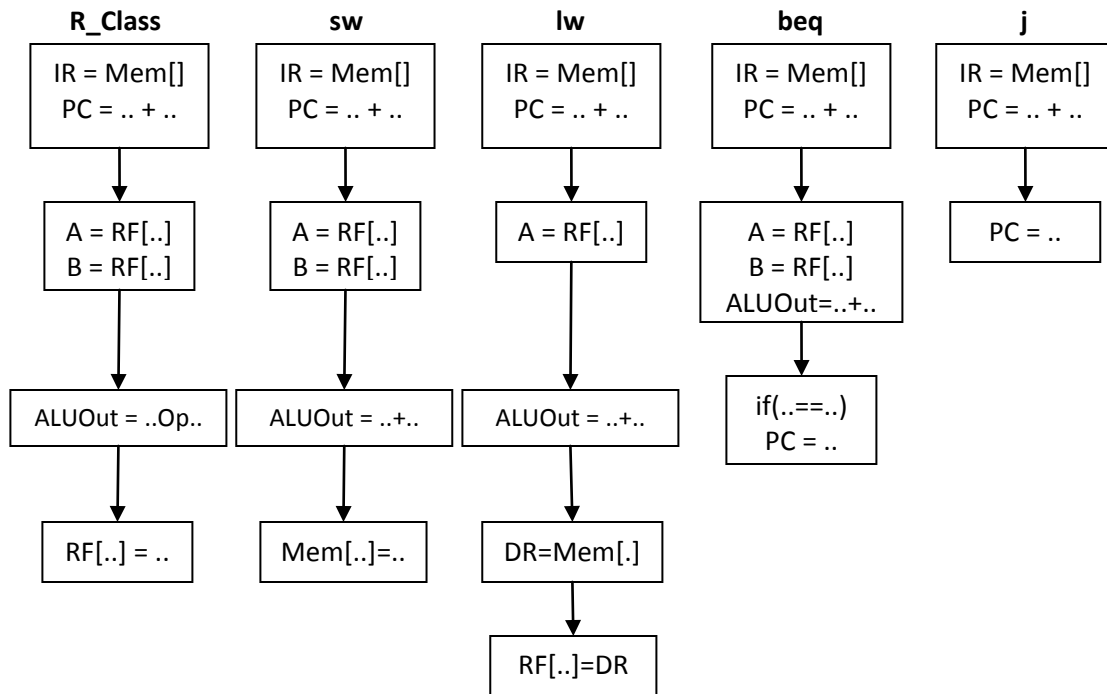 R_Class
IR = Mem[]
PC = .. + ..
A = RF[..]
B = RF[..]
ALUOut = ..Op..
RF[..] = ..
sw
IR = Mem[]
PC = .. + ..
A = RF[..]
B = RF[..]
ALUOut = ..+..
Mem[..]=..
lw
IR = Mem[]
PC = .. + ..
A = RF[..]
ALUOut = ..+..
DR=Mem[.]
RF[..]=DR
beq
IR = Mem[]
PC = .. + ..
A = RF[..]
B = RF[..]
ALUOut=..+..
if(..==..)
PC = ..
j
IR = Mem[]
PC = .. + ..
PC = ..